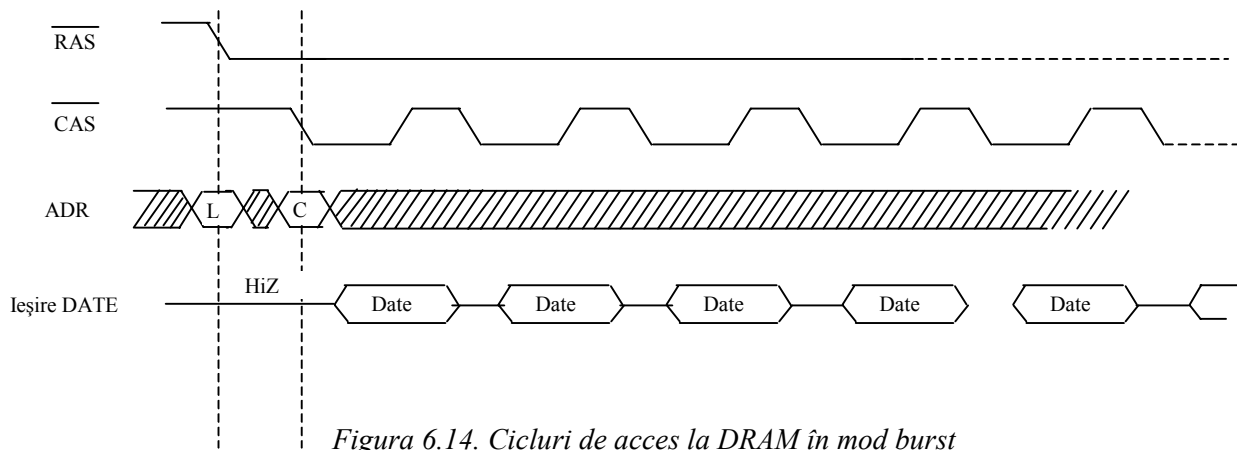 RAS
CAS
ADR
L
C
HiZ
Ieşire DATE
Date
Date
Date
Date
Date
Figura 6.14. Cicluri de acces la DRAM în mod burst